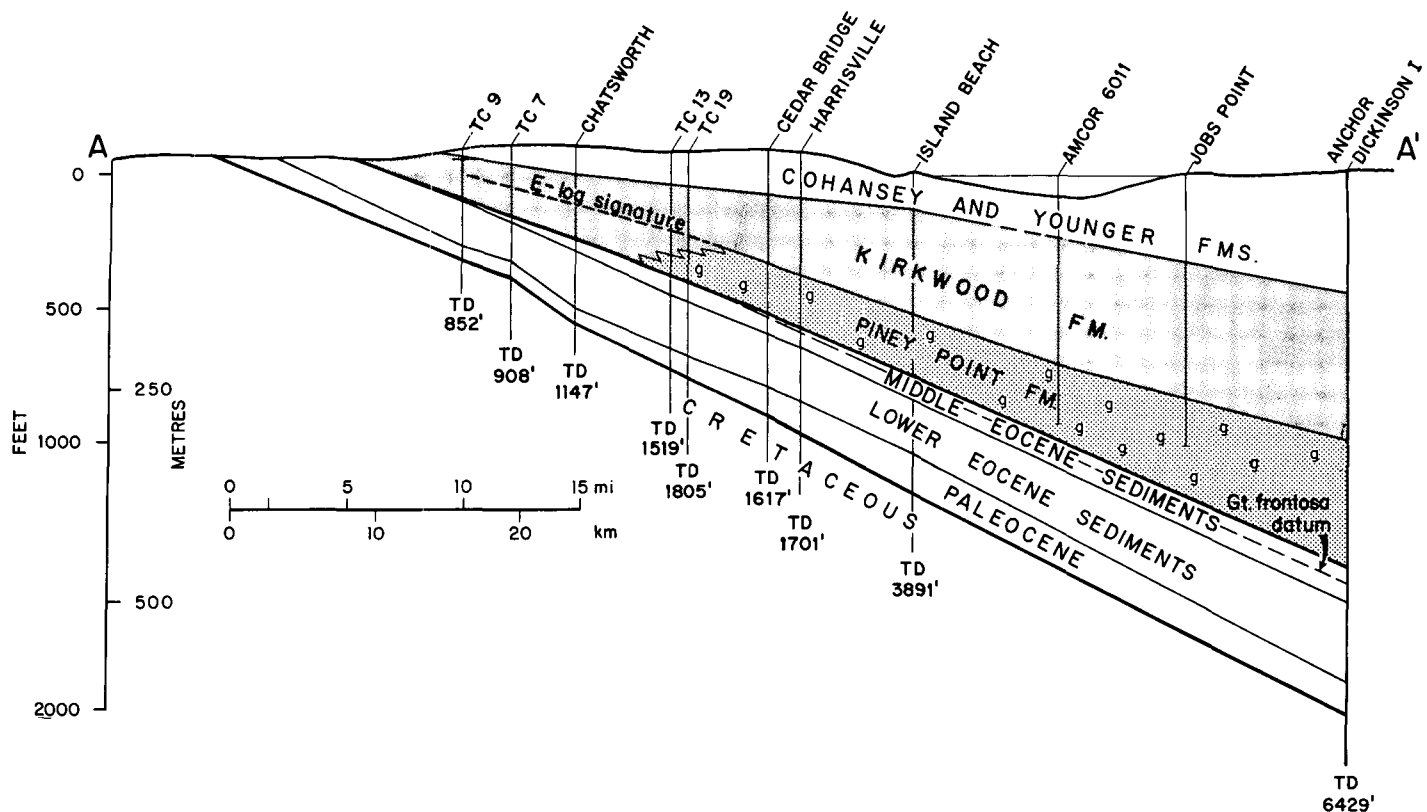 A
A'
TC 9
TC 7
CHATSWORTH
TC 13
TC 19
CEDAR BRIDGE
HARRISVILLE
ISLAND BEACH
AMCOR 6011
JOBS POINT
ANCHOR
DICKINSON I
0
500
1000
2000
FEET
250
500
METRES
E-log signature
COHANSEY AND YOUNGER FMS.
KIRKWOOD FM.
PINEY POINT FM.
g g g g g g g g g g g g g g g g g
MIDDLE EOCENE SEDIMENTS
LOWER EOCENE SEDIMENTS
PALEOCENE
CRETACEOUS
Gt. frontosa
datum
TD
852'
TD
908'
TD
1147'
TD
1519'
TD
1805'
TD
1617'
TD
1701'
TD
3891'
TD
6429'
0 5 10 15 mi
0 10 20 km